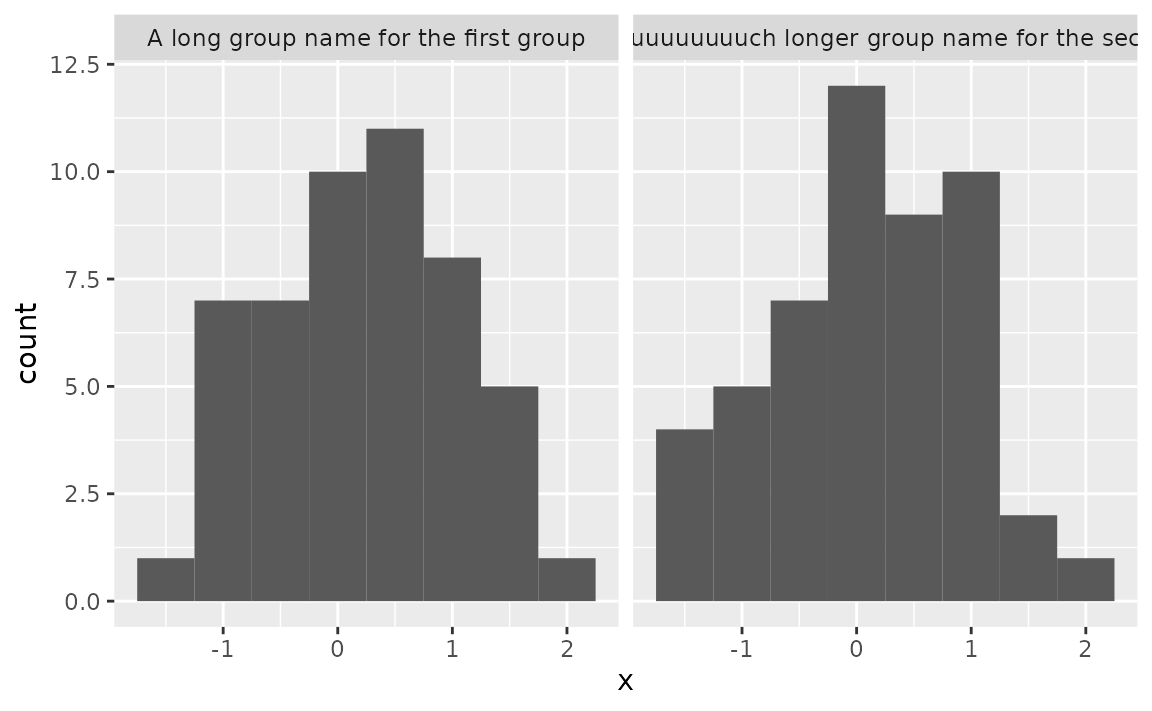 A long group name for the first group
uuuuuuuuch longer group name for the sec
12.5
10.0
7.5
5.0
2.5
0.0
count
-1 0 1 2
-1 0 1 2
x